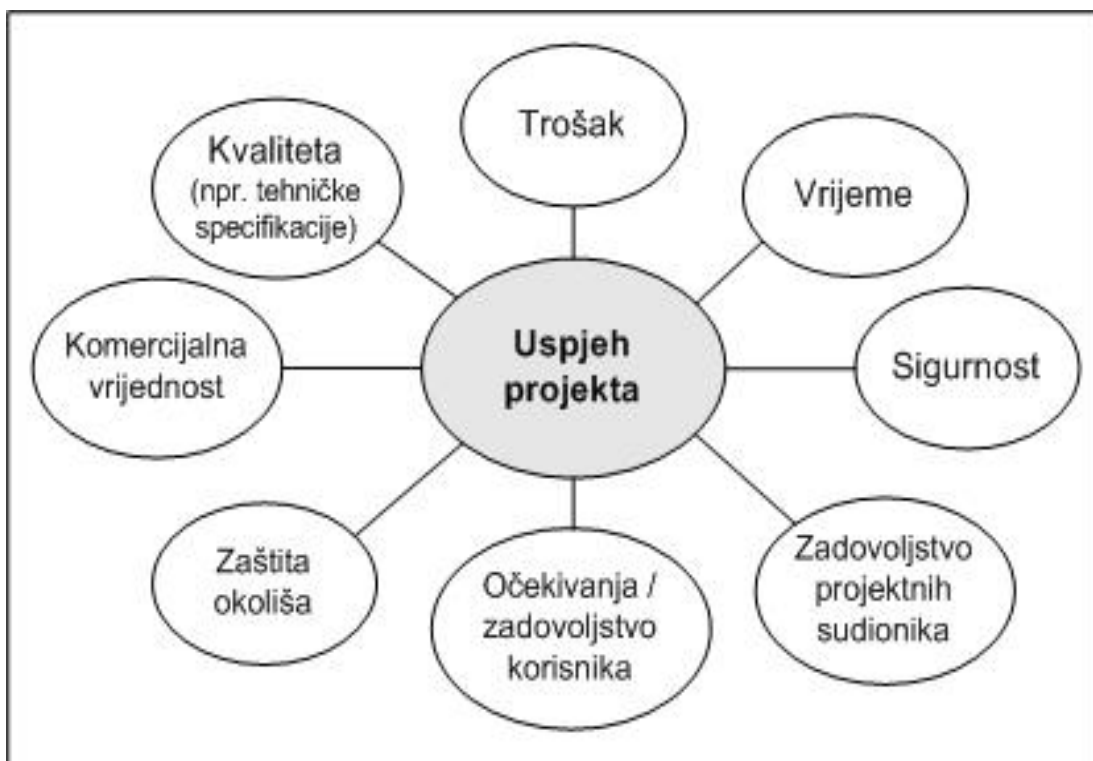 Trošak
Kvaliteta
(npr. tehničke
specifikacije)
Vrijeme
Komercijalna
vrijednost
Uspjeh
projekta
Sigurnost
Zaštita
okoliša
Očekivanja /
zadovoljstvo
korisnika
Zadovoljstvo
projektnih
sudionika